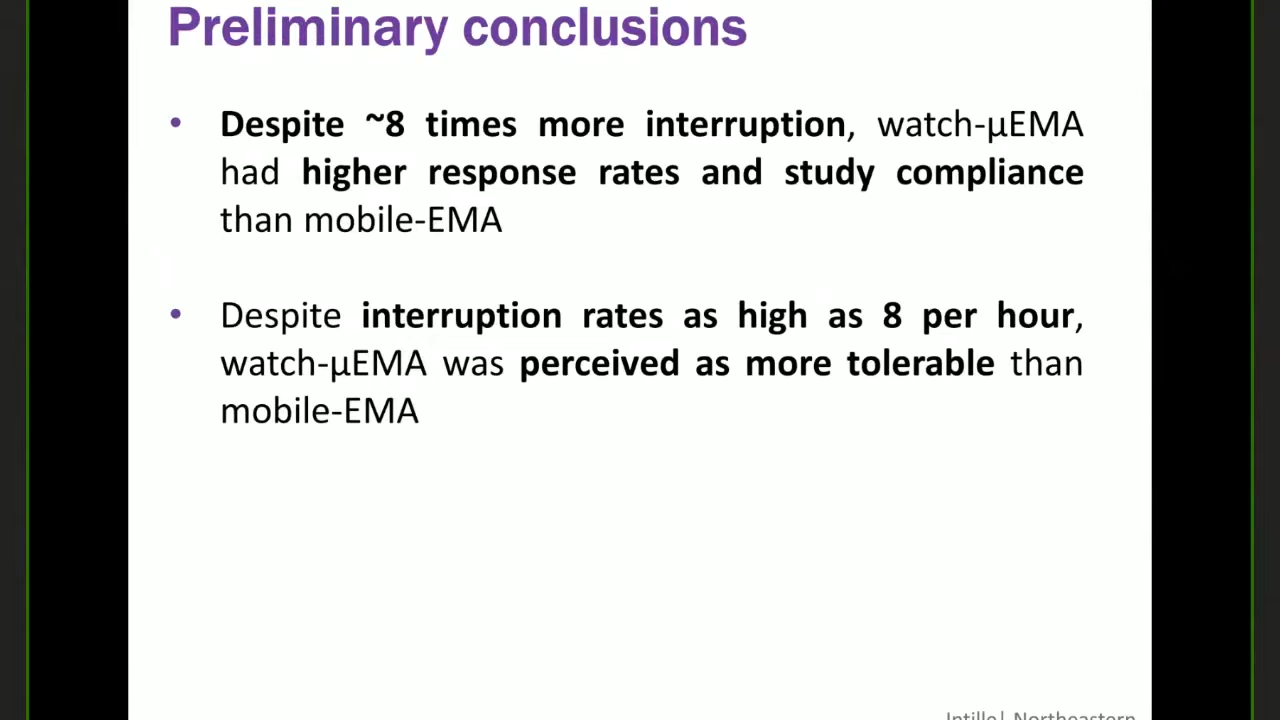 Preliminary conclusions
• Despite ~8 times more interruption, watch-µEMA
had higher response rates and study compliance
than mobile-EMA
• Despite interruption rates as high as 8 per hour,
watch-µEMA was perceived as more tolerable than
mobile-EMA
Intille| Northeastern